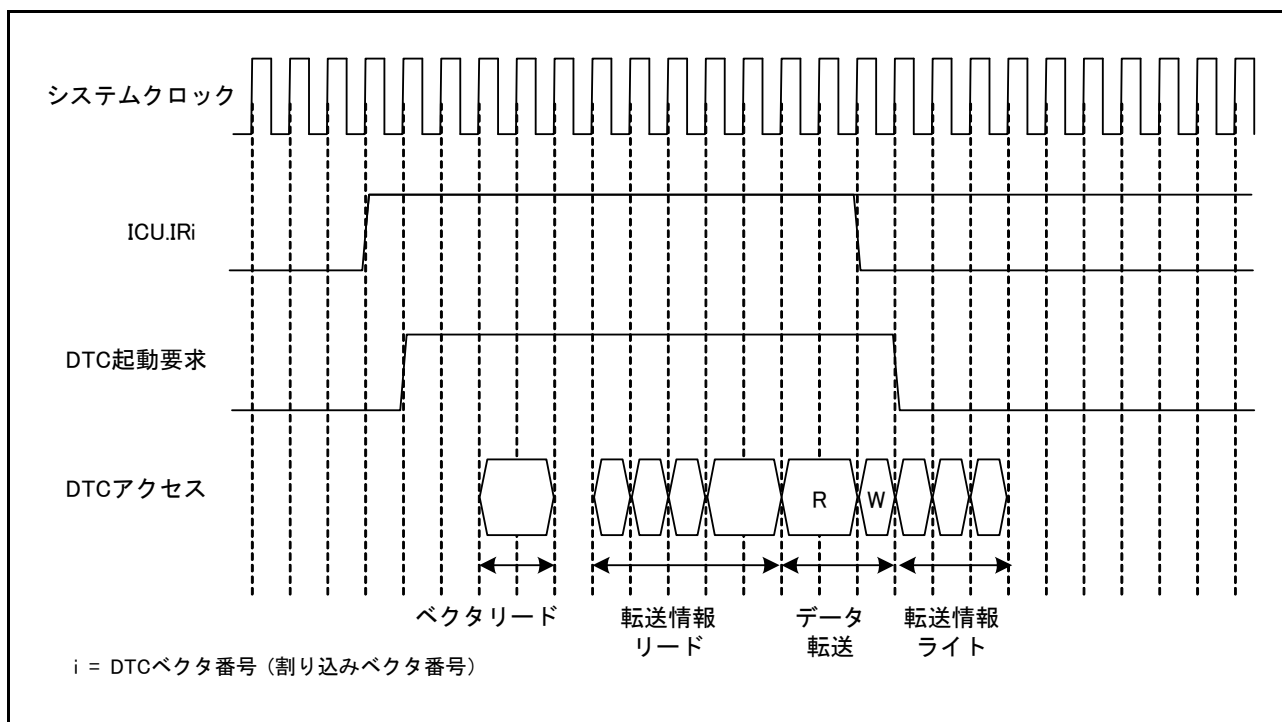 システムクロック
ICU.IRi
DTC起動要求
DTCアクセス
R
W
ベクタリード
転送情報
リード
データ
転送
転送情報
ライト
i = DTCベクタ番号 (割り込みベクタ番号)